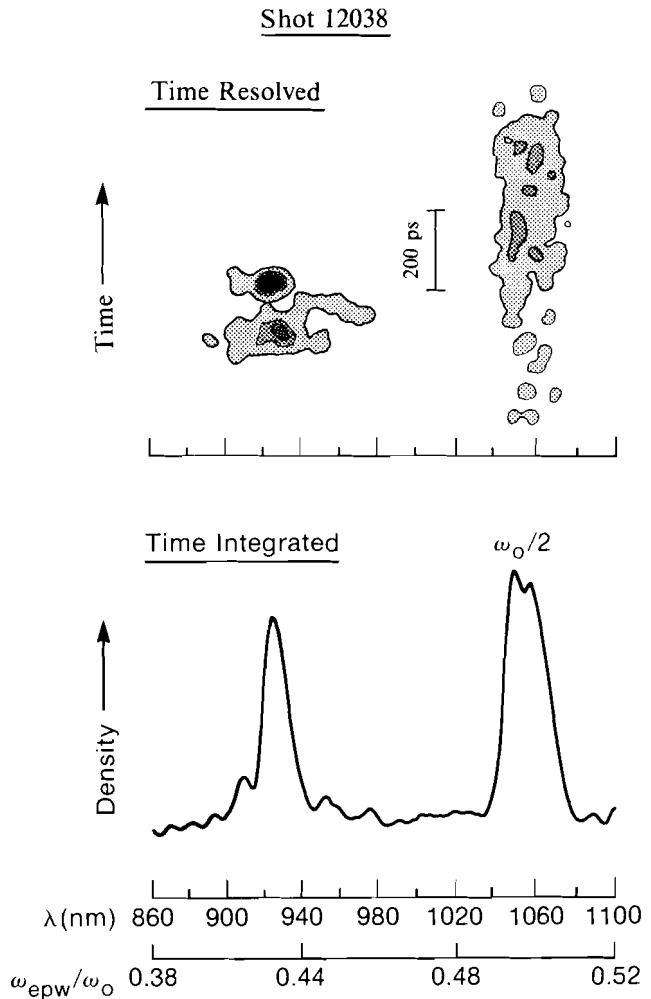 Shot 12038
Time Resolved
Time
200 ps
Time Integrated
ω₀/2
Density
λ(nm) 860 900 940 980 1020 1060 1100
ω_epw/ω₀ 0.38 0.44 0.48 0.52